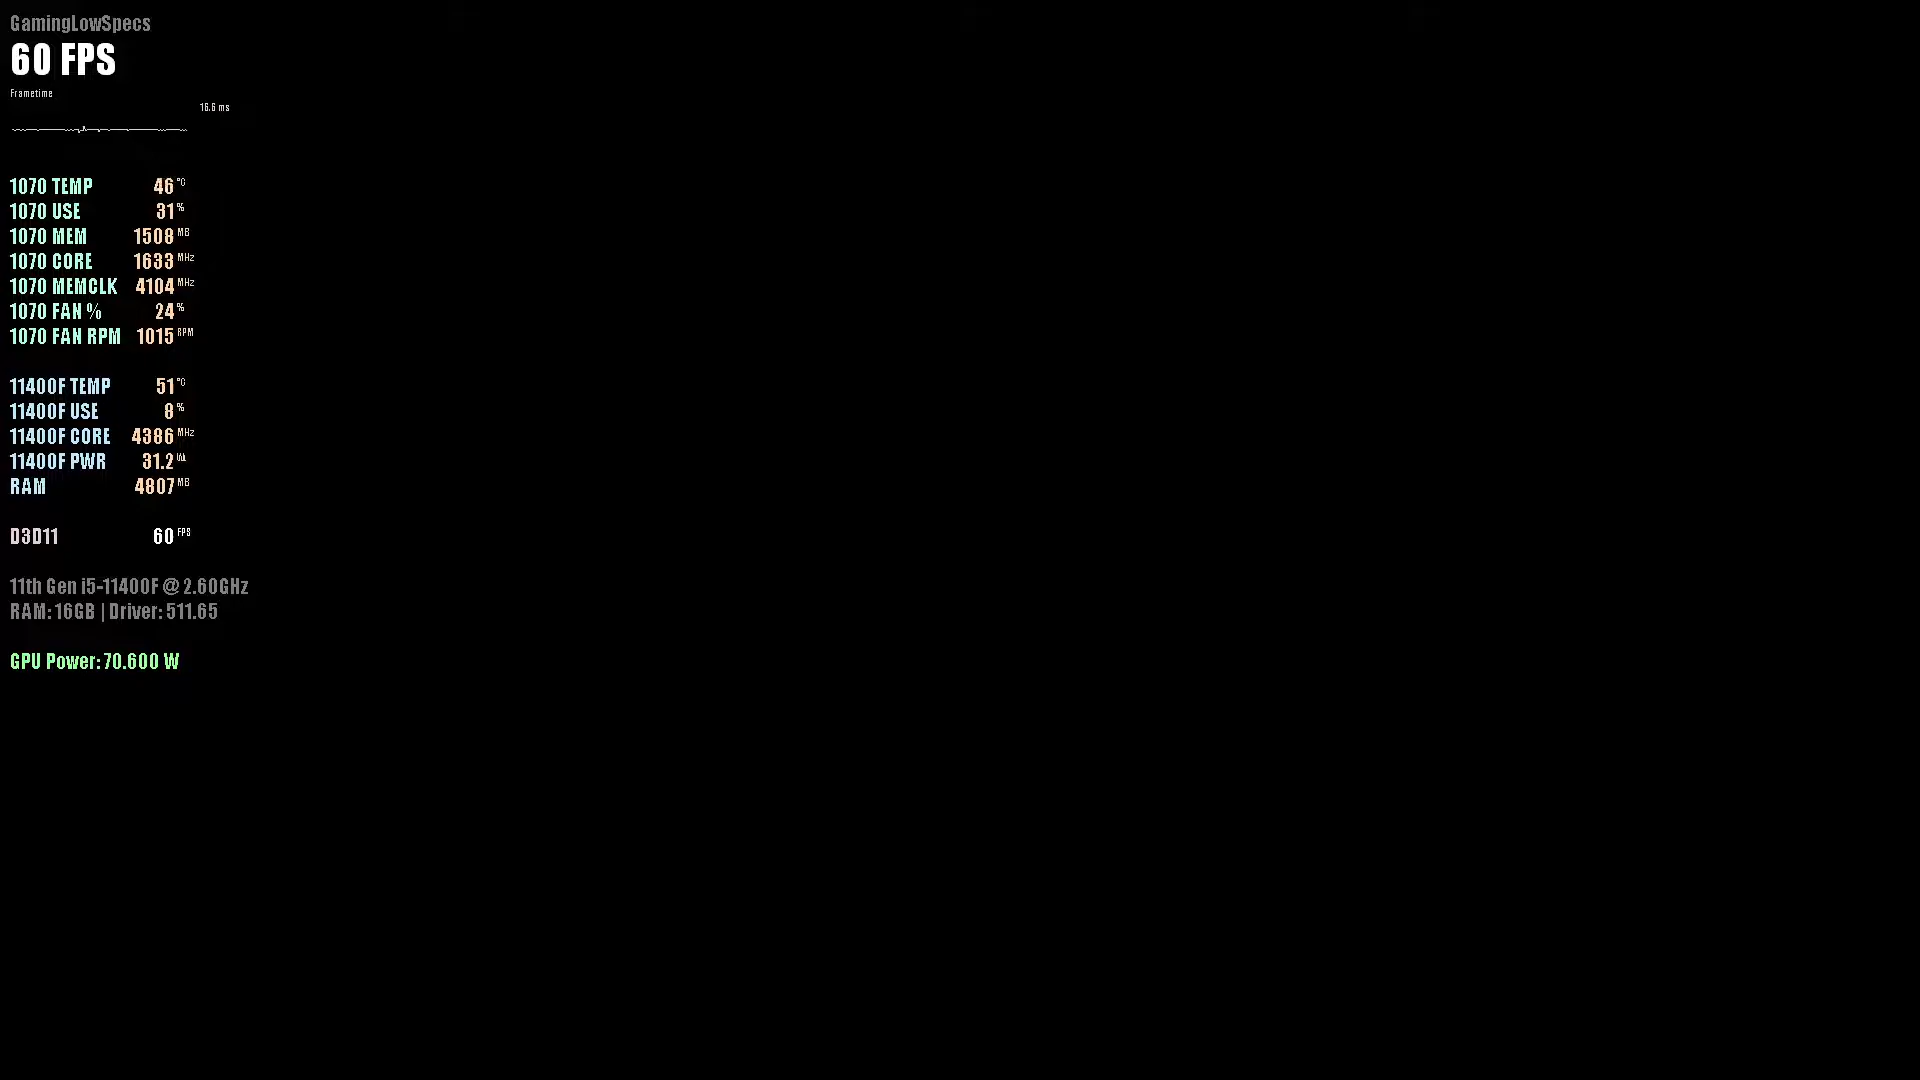 GamingLowSpecs
60 FPS
Frametime
16.6 ms
1070 TEMP 46 °C
1070 USE 31 %
1070 MEM 1508 MB
1070 CORE 1633 MHz
1070 MEMCLK 4104 MHz
1070 FAN % 24 %
1070 FAN RPM 1015 RPM
11400F TEMP 51 °C
11400F USE 8 %
11400F CORE 4386 MHz
11400F PWR 31.2 W
RAM 4807 MB
D3D11 60 FPS
11th Gen i5-11400F @ 2.60GHz
RAM: 16GB | Driver: 511.65
GPU Power: 70.600 W